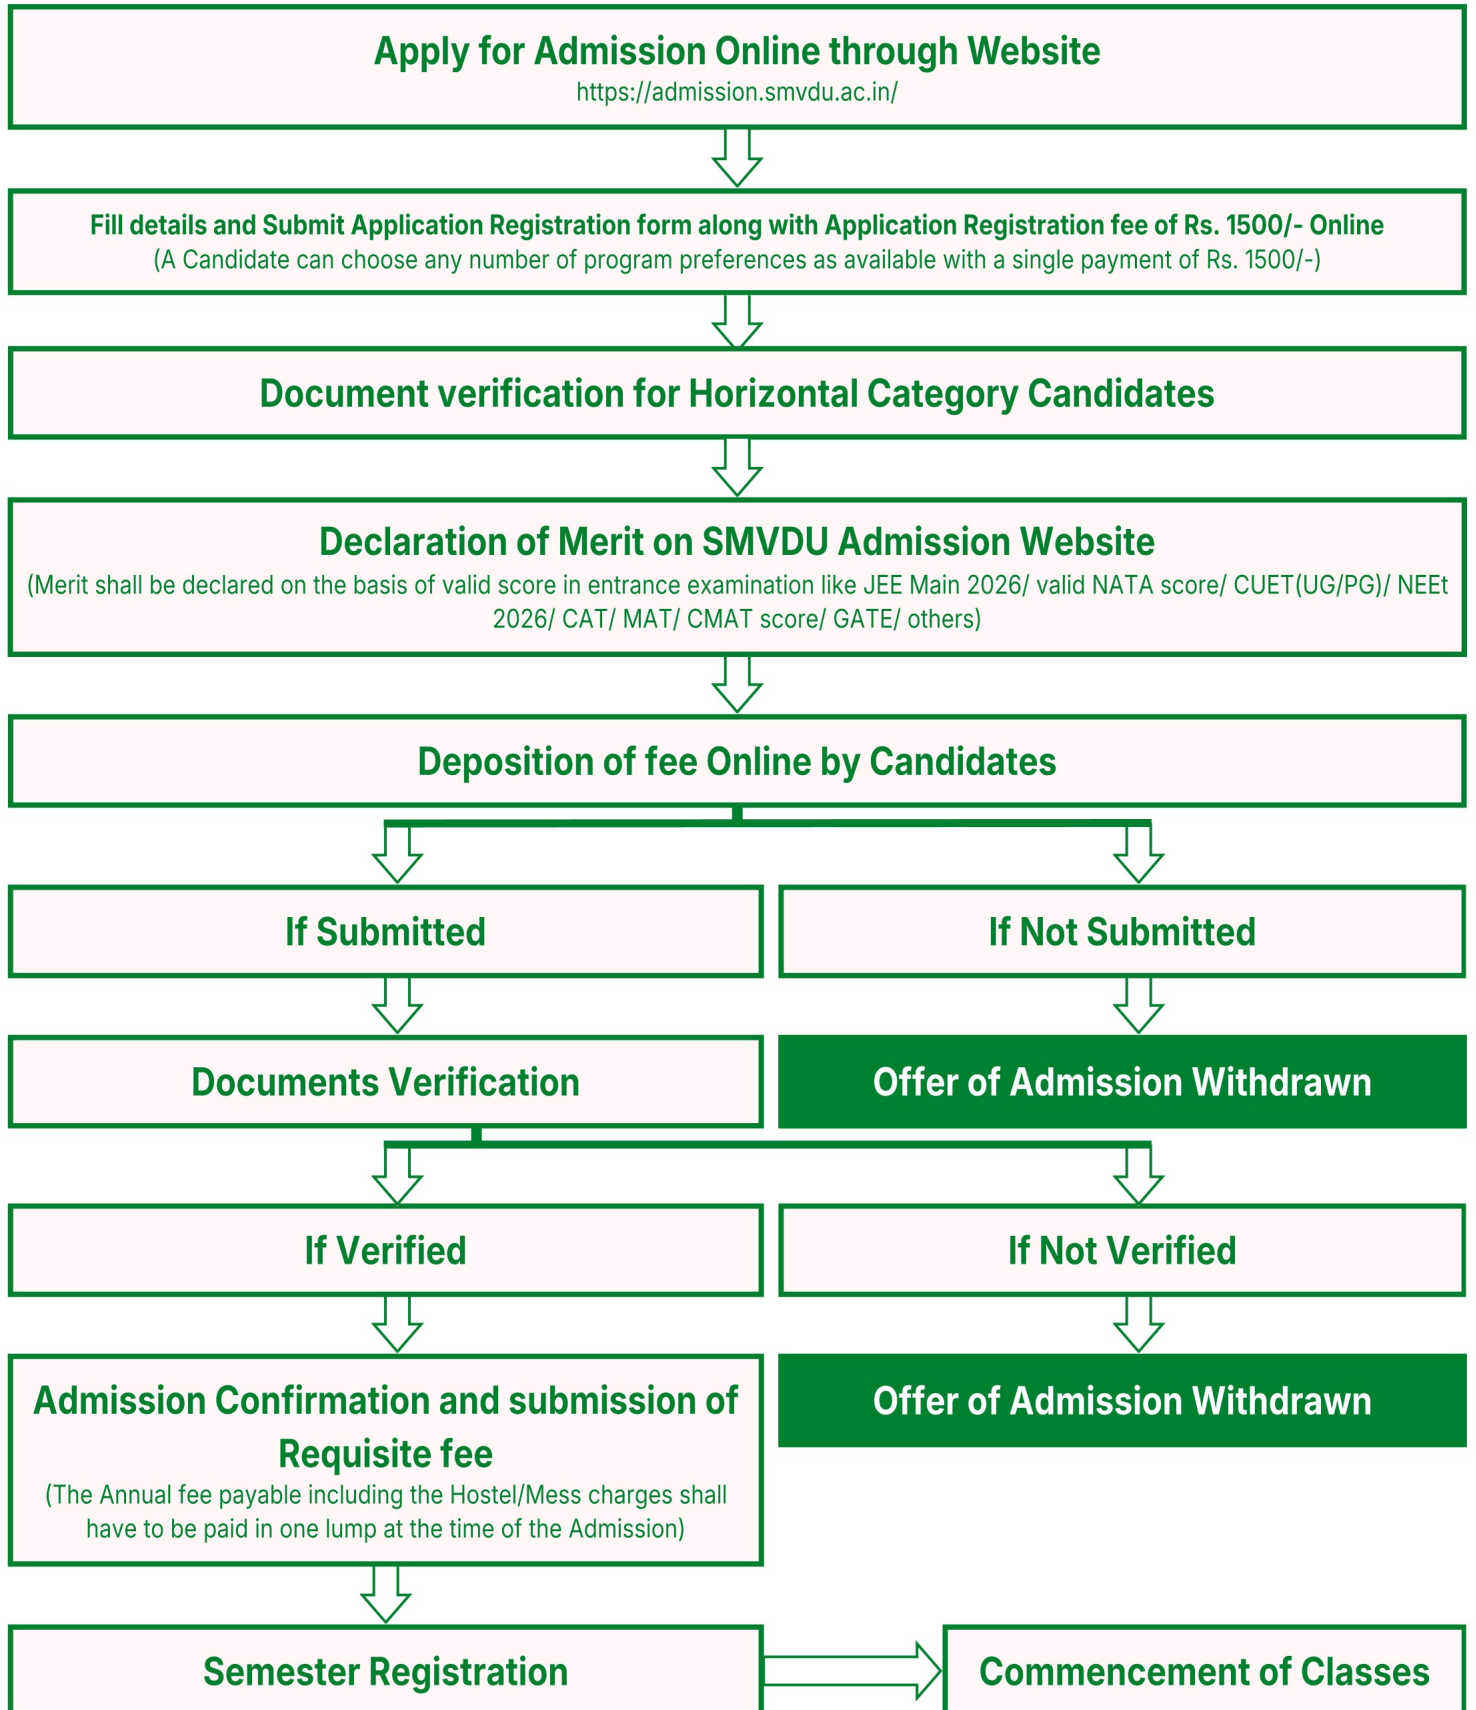 Apply for Admission Online through Website
https://admission.smvdu.ac.in/
Fill details and Submit Application Registration form along with Application Registration fee of Rs. 1500/- Online
(A Candidate can choose any number of program preferences as available with a single payment of Rs. 1500/-)
Document verification for Horizontal Category Candidates
Declaration of Merit on SMVDU Admission Website
(Merit shall be declared on the basis of valid score in entrance examination like JEE Main 2026/ valid NATA score/ CUET(UG/PG)/ NEEt
2026/ CAT/ MAT/ CMAT score/ GATE/ others)
Deposition of fee Online by Candidates
If Submitted
If Not Submitted
Documents Verification
Offer of Admission Withdrawn
If Verified
If Not Verified
Admission Confirmation and submission of
Requisite fee
(The Annual fee payable including the Hostel/Mess charges shall
have to be paid in one lump at the time of the Admission)
Offer of Admission Withdrawn
Semester Registration
Commencement of Classes